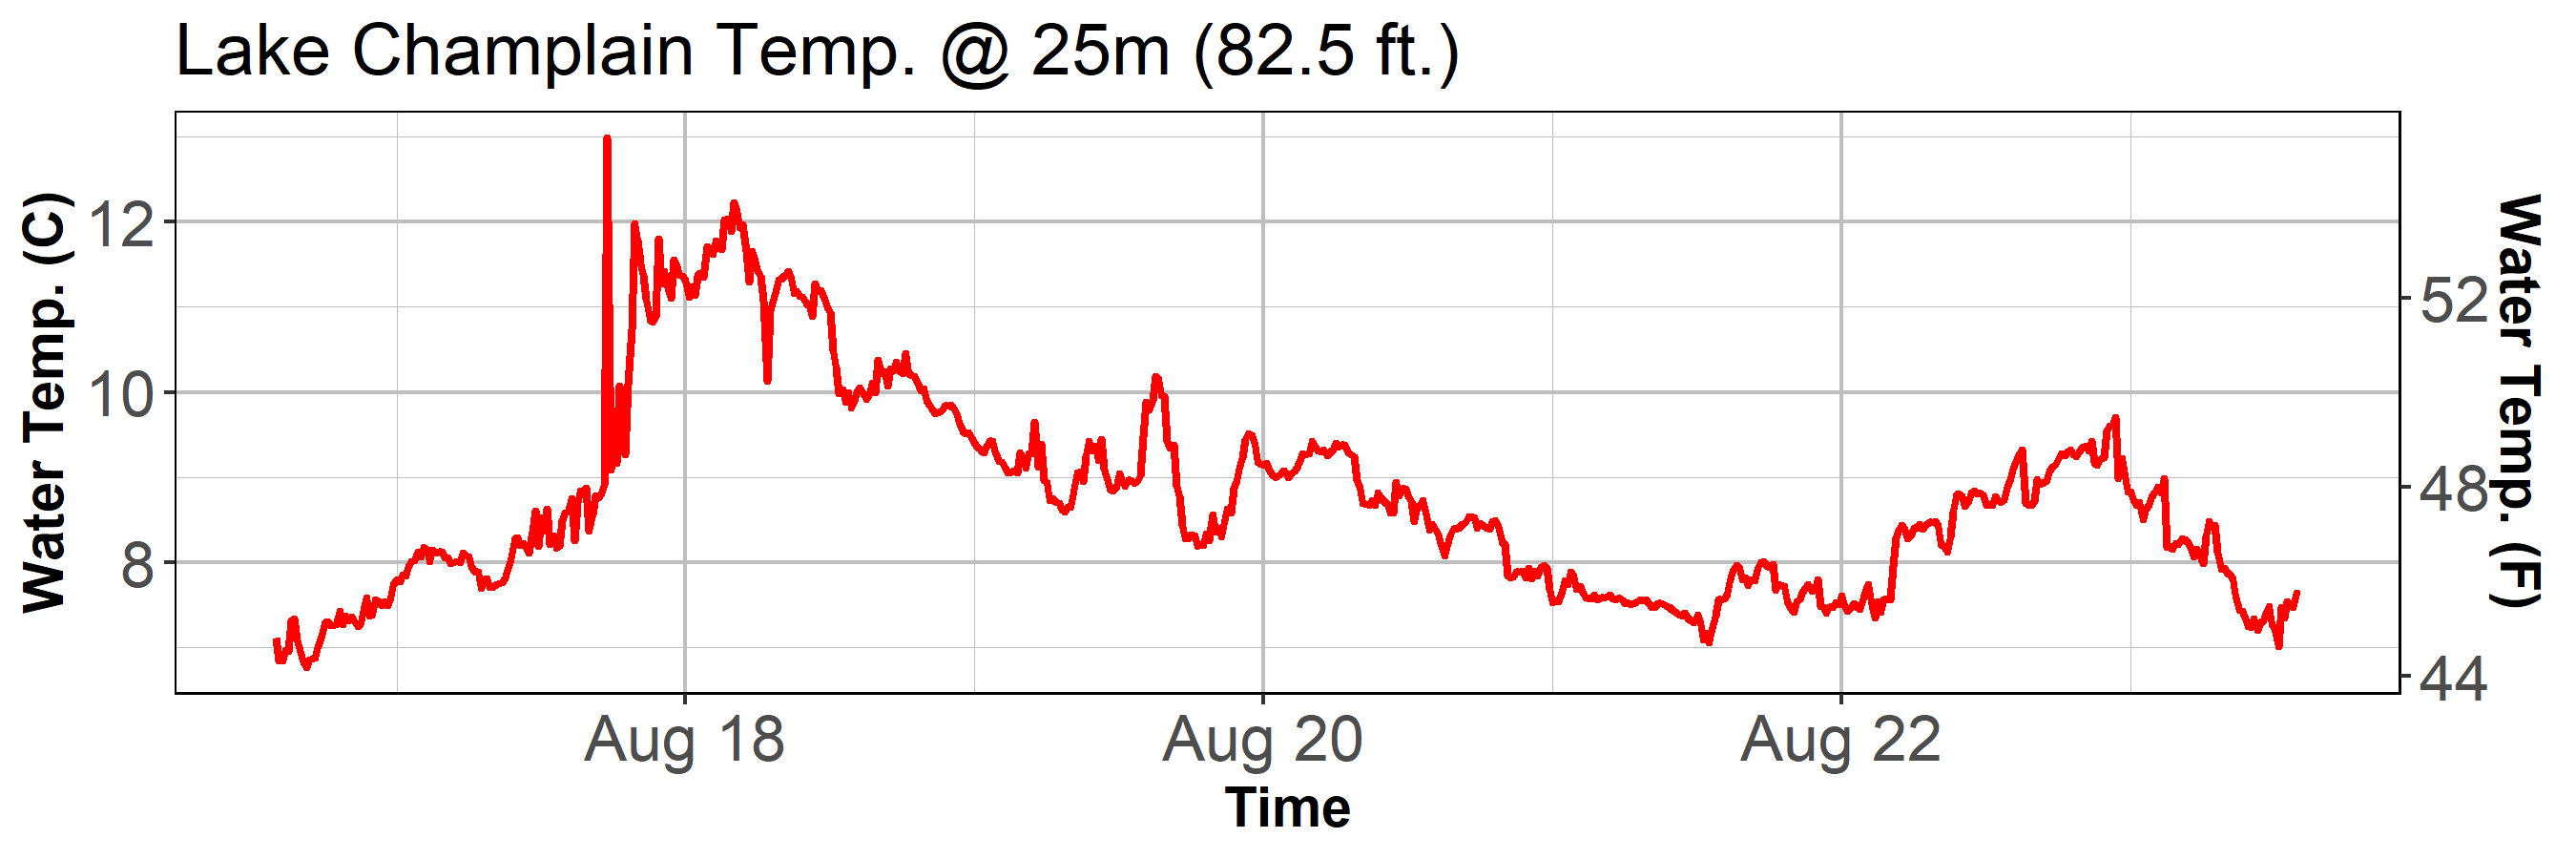 Lake Champlain Temp. @ 25m (82.5 ft.)
Water Temp. (C)
12
10
8
52
48
44
Water Temp. (F)
Aug 18 Aug 20 Aug 22
Time